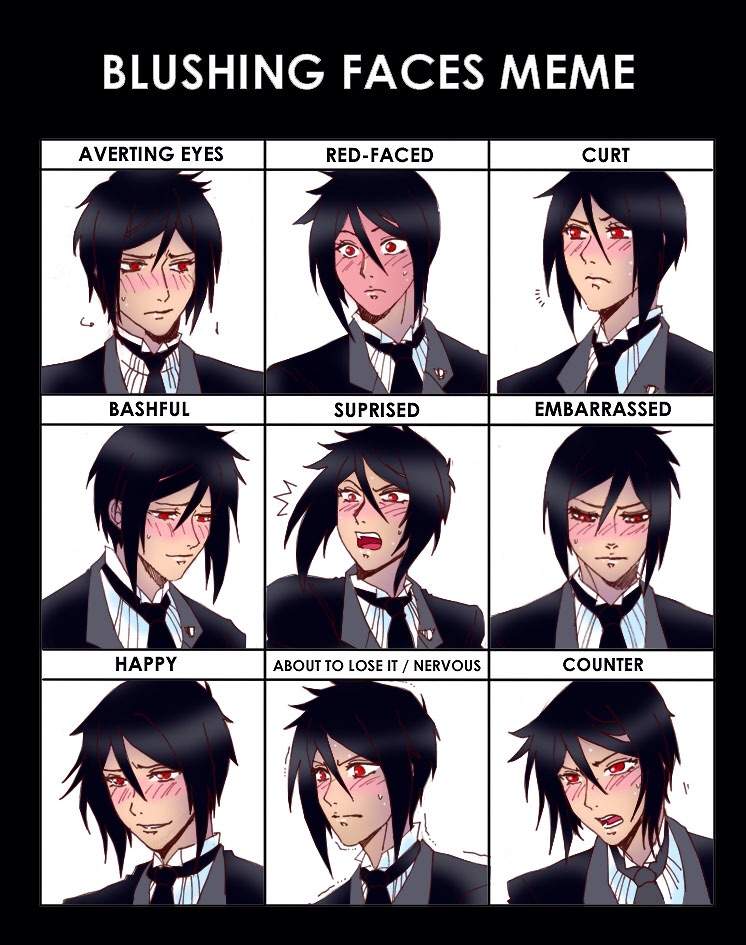 BLUSHING FACES MEME
AVERTING EYES
RED-FACED
CURT
BASHFUL
SUPRISED
EMBARRASSED
HAPPY
ABOUT TO LOSE IT / NERVOUS
COUNTER